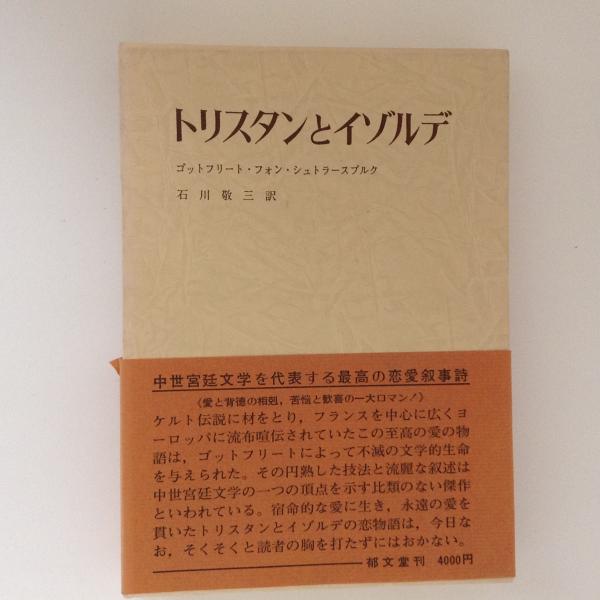 トリスタンとイゾルデ
ゴットフリート・フォン・シュトラースブルク
石川敬三訳
中世宮廷文学を代表する最高の恋愛叙事詩
《愛と背徳の相剋，苦悩と歓喜の一大ロマン！》
ケルト伝説に材をとり，フランスを中心に広くヨ
ーロッパに流布喧伝されていたこの至高の愛の物
語は，ゴットフリートによって不滅の文学的生命
を与えられた。その円熟した技法と流麗な叙述は
中世宮廷文学の一つの頂点を示す比類のない傑作
といわれている。宿命的な愛に生き，永遠の愛を
貫いたトリスタンとイゾルデの恋物語は，今日な
お，そくそくと読者の胸を打たずにはおかない。
郁文堂刊 4000円